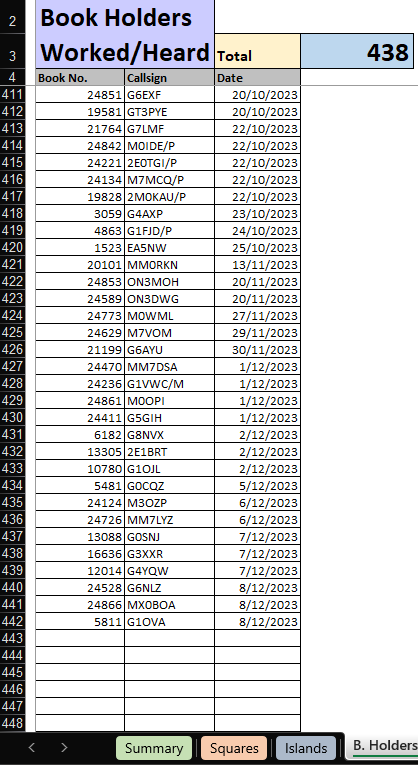 2 Book Holders
3 Worked/Heard Total 438
4 Book No. Callsign Date
411 24851 G6EXF 20/10/2023
412 19581 GT3PYE 20/10/2023
413 21764 G7LMF 22/10/2023
414 24842 M0IDE/P 22/10/2023
415 24221 2E0TGI/P 22/10/2023
416 24134 M7MCQ/P 22/10/2023
417 19828 2M0KAU/P 22/10/2023
418 3059 G4AXP 23/10/2023
419 4863 G1FJD/P 24/10/2023
420 1523 EA5NW 25/10/2023
421 20101 MM0RKN 13/11/2023
422 24853 ON3MOH 20/11/2023
423 24589 ON3DWG 20/11/2023
424 24773 M0WML 27/11/2023
425 24629 M7VOM 29/11/2023
426 21199 G6AYU 30/11/2023
427 24470 MM7DSA 1/12/2023
428 24236 G1VWC/M 1/12/2023
429 24861 M0OPI 1/12/2023
430 24411 G5GIH 1/12/2023
431 6182 G8NVX 2/12/2023
432 13305 2E1BRT 2/12/2023
433 10780 G1OJL 2/12/2023
434 5481 G0CQZ 5/12/2023
435 24124 M3OZP 6/12/2023
436 24726 MM7LYZ 6/12/2023
437 13088 G0SNJ 7/12/2023
438 16636 G3XXR 7/12/2023
439 12014 G4YQW 7/12/2023
440 24528 G6NLZ 8/12/2023
441 24866 MX0BOA 8/12/2023
442 5811 G1OVA 8/12/2023
443
444
445
446
447
448
Summary Squares Islands B. Holders